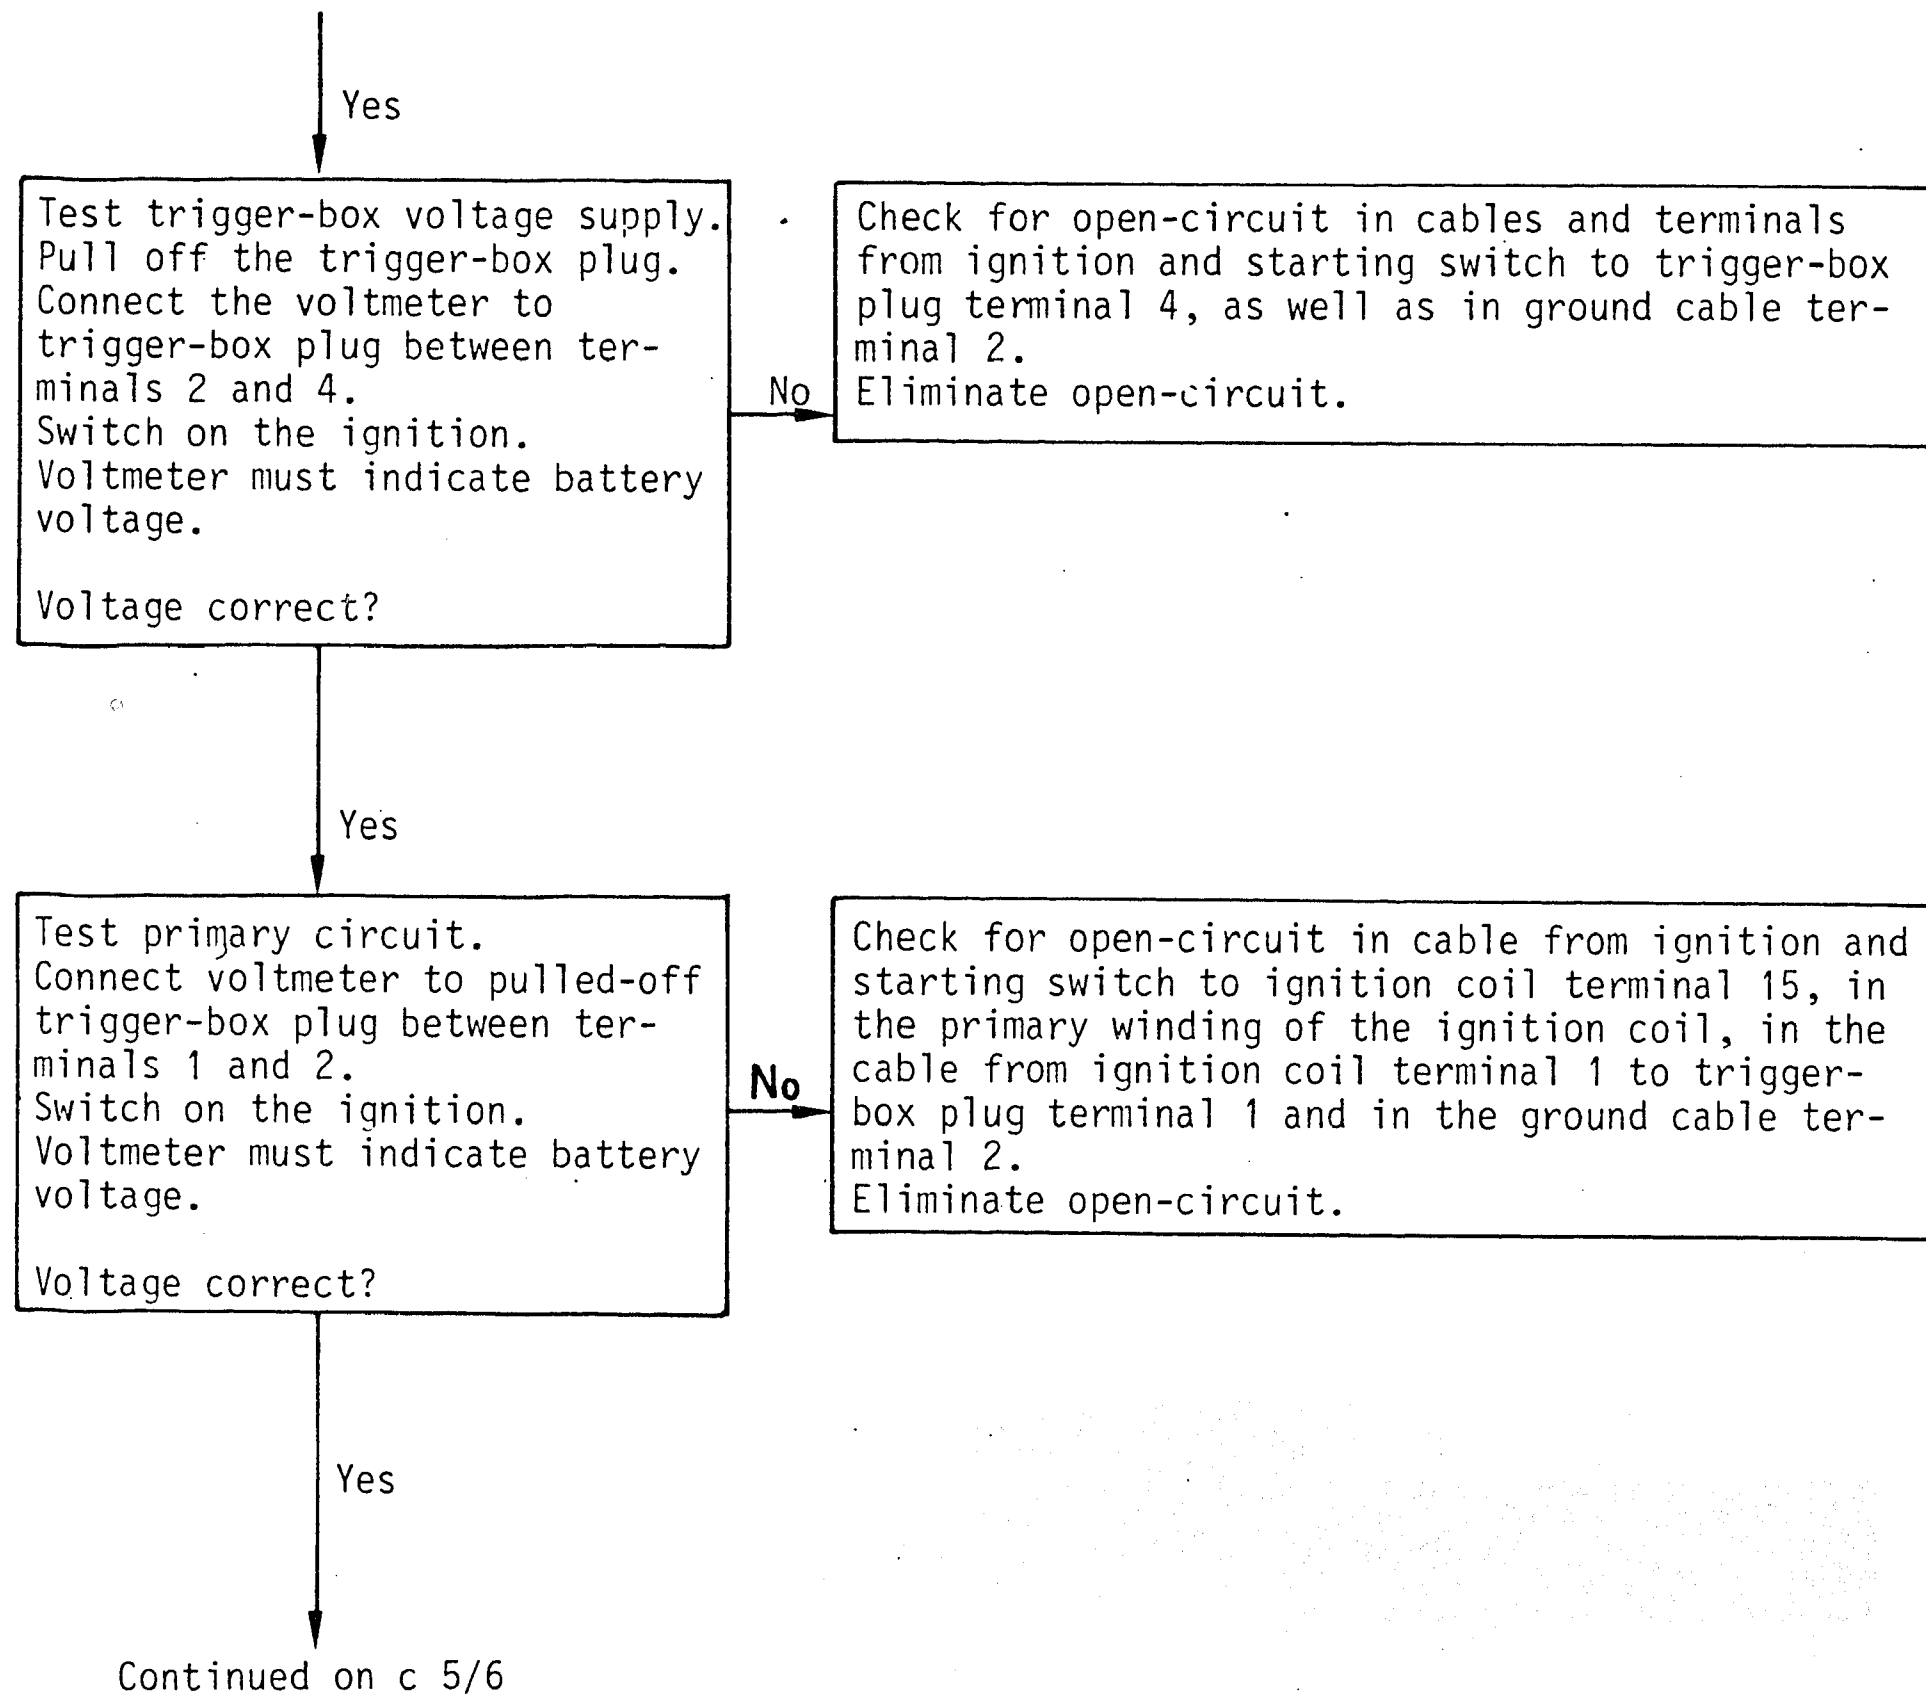 Yes
Test trigger-box voltage supply.
Pull off the trigger-box plug.
Connect the voltmeter to
trigger-box plug between ter-
minals 2 and 4.
Switch on the ignition.
Voltmeter must indicate battery
voltage.
Voltage correct?
No
Check for open-circuit in cables and terminals
from ignition and starting switch to trigger-box
plug terminal 4, as well as in ground cable ter-
minal 2.
Eliminate open-circuit.
Yes
Test primary circuit.
Connect voltmeter to pulled-off
trigger-box plug between ter-
minals 1 and 2.
Switch on the ignition.
Voltmeter must indicate battery
voltage.
Voltage correct?
No
Check for open-circuit in cable from ignition and
starting switch to ignition coil terminal 15, in
the primary winding of the ignition coil, in the
cable from ignition coil terminal 1 to trigger-
box plug terminal 1 and in the ground cable ter-
minal 2.
Eliminate open-circuit.
Yes
Continued on c 5/6